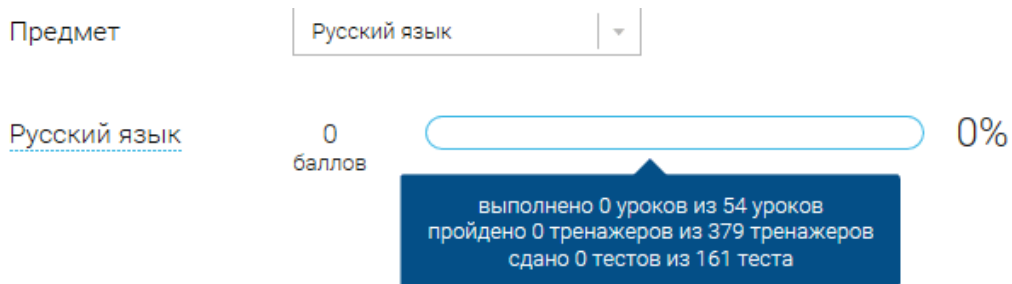 Предмет
Русский язык
Русский язык
0
баллов
0%
выполнено 0 уроков из 54 уроков
пройдено 0 тренажеров из 379 тренажеров
сдано 0 тестов из 161 теста